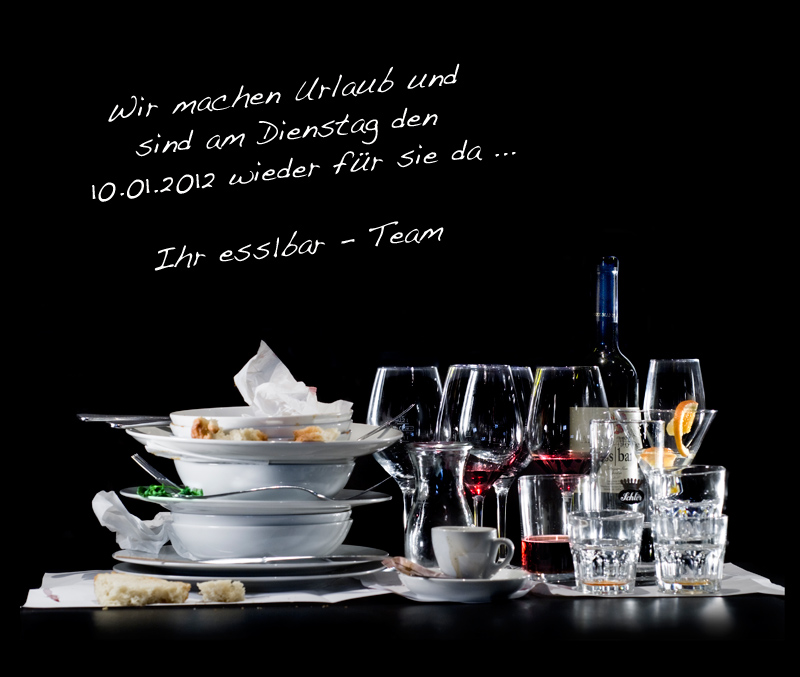 Wir machen Urlaub und
sind am Dienstag den
10.01.2012 wieder für sie da ...
Ihr esslbar - Team